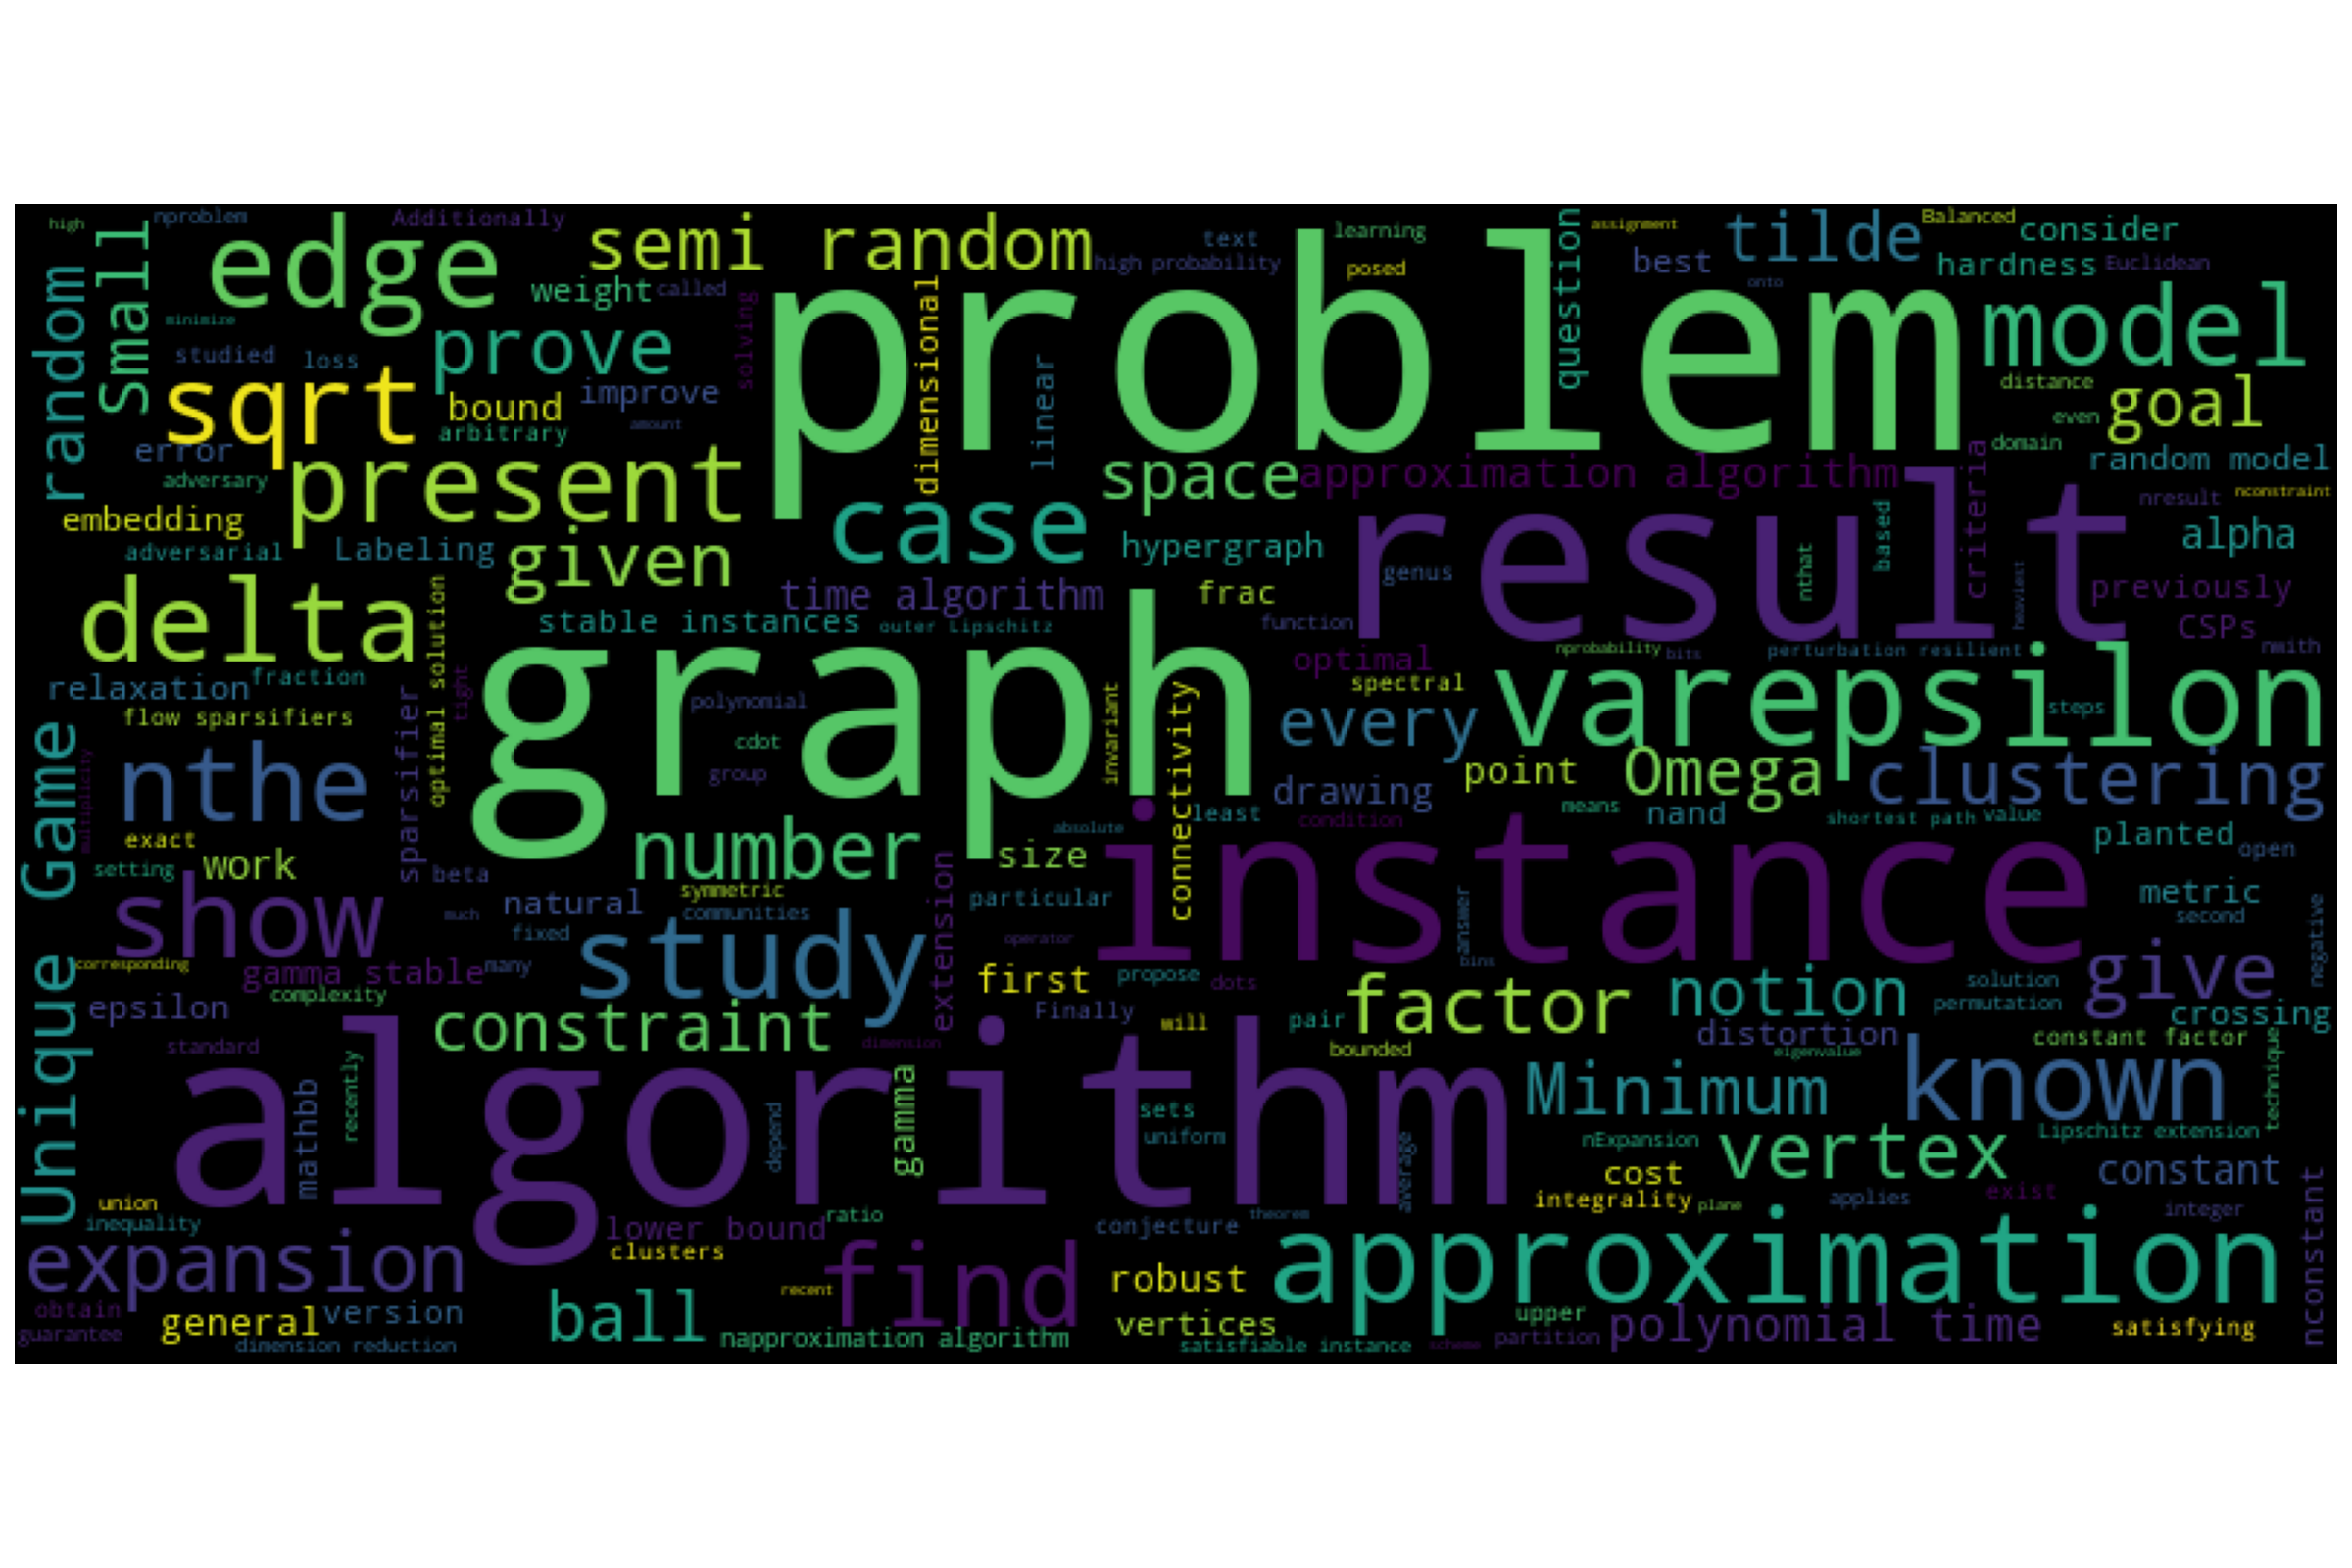 high
nproblem
Additionally
semi random
text
high probability
learning
posed
assignment
Balanced
consider
best
tilde
hardness
Euclidean
onto
random
Small
edge
weight
called
minimize
prove
solving
dimensional
question
problem
model
studied
loss
sqrt
improve
bound
arbitrary
amount
linear
distance
even
goal
domain
error
adversary
present
space
approximation algorithm
criteria
random model
nresult
nconstraint
embedding
case
result
based
nthat
alpha
adversarial
Labeling
given
hypergraph
genus
time algorithm
frac
previously
heaviest
delta
stable instances
outer Lipschitz
function
CSPs
optimal solution
tight
graph
nprobability
bits
perturbation resilient
nwith
optimal
relaxation
fraction
spectral
varepsilon
flow sparsifiers
sparsifier
polynomial
invariant
connectivity
every
steps
Unique Game
multiplicity
nthe
cdot
group
point
Omega
clustering
drawing
least
means
nand
shortest path
value
condition
absolute
exact
number
size
planted
open
setting
work
beta
instance
show
symmetric
extension
particular
metric
natural
communities
much
second
study
fixed
operator
answer
bins
negative
corresponding
gamma stable
many
first
propose
dots
factor
notion
solution
give
complexity
permutation
epsilon
constraint
Finally
will
pair
crossing
distortion
standard
recently
dimension
bounded
eigenvalue
constant factor
algorithm
Minimum
known
technique
mathbb
depend
gamma
sets
uniform
average
nExpansion
vertex
Lipschitz extension
cost
constant
union
integrality
plane
applies
exist
inequality
lower bound
ratio
conjecture
theorem
integer
nconstant
expansion
clusters
find
approximation
recent
robust
obtain
general
version
ball
vertices
upper
guarantee
napproximation algorithm
partition
polynomial time
satisfying
dimension reduction
satisfiable instance
scheme